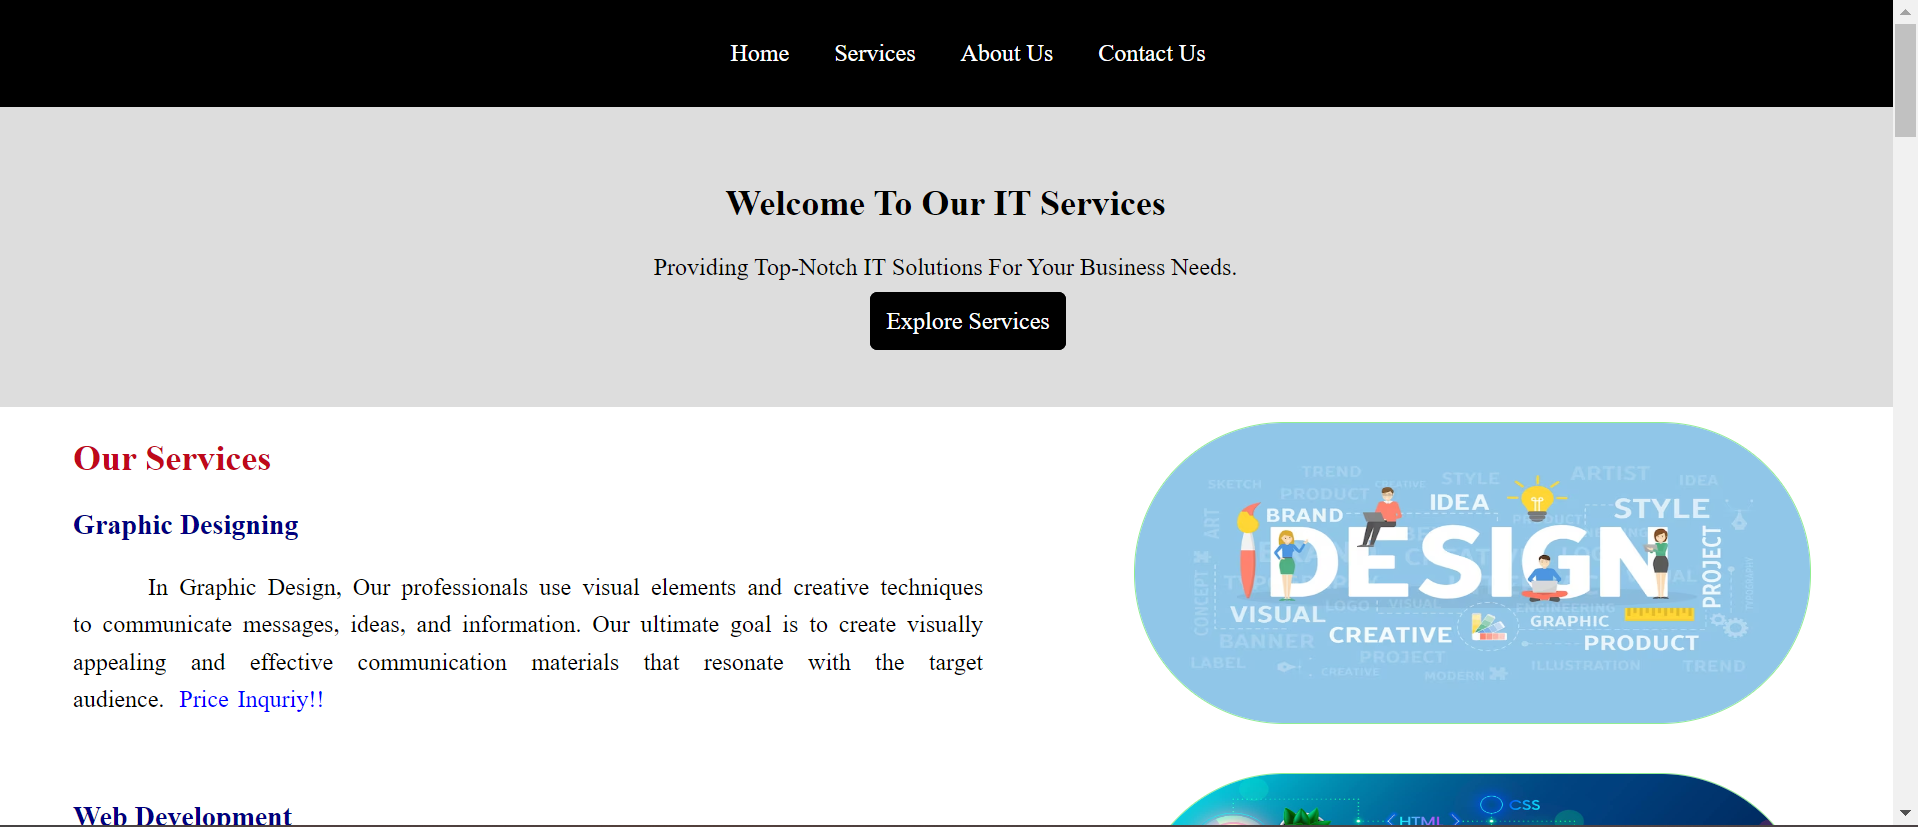 Home Services About Us Contact Us
Welcome To Our IT Services
Providing Top-Notch IT Solutions For Your Business Needs.
Explore Services
Our Services
Graphic Designing
In Graphic Design, Our professionals use visual elements and creative techniques
to communicate messages, ideas, and information. Our ultimate goal is to create visually
appealing and effective communication materials that resonate with the target
audience. Price Inquriy!!
Web Development
TREND
STYLE
ARTIST
SKETCH
PRODUCT
CREATIVE
IDEA
IDEA
BRAND
STYLE
ART
DESIGN
PROJECT
TYPOGRAPHY
CONCEPT
LOGO
VISUAL
ENGINEERING
VISUAL
GRAPHIC
CREATIVE
BANNER
PRODUCT
PROJECT
LABEL
ILLUSTRATION
TREND
CREATIVE
MODERN
CSS
HTML